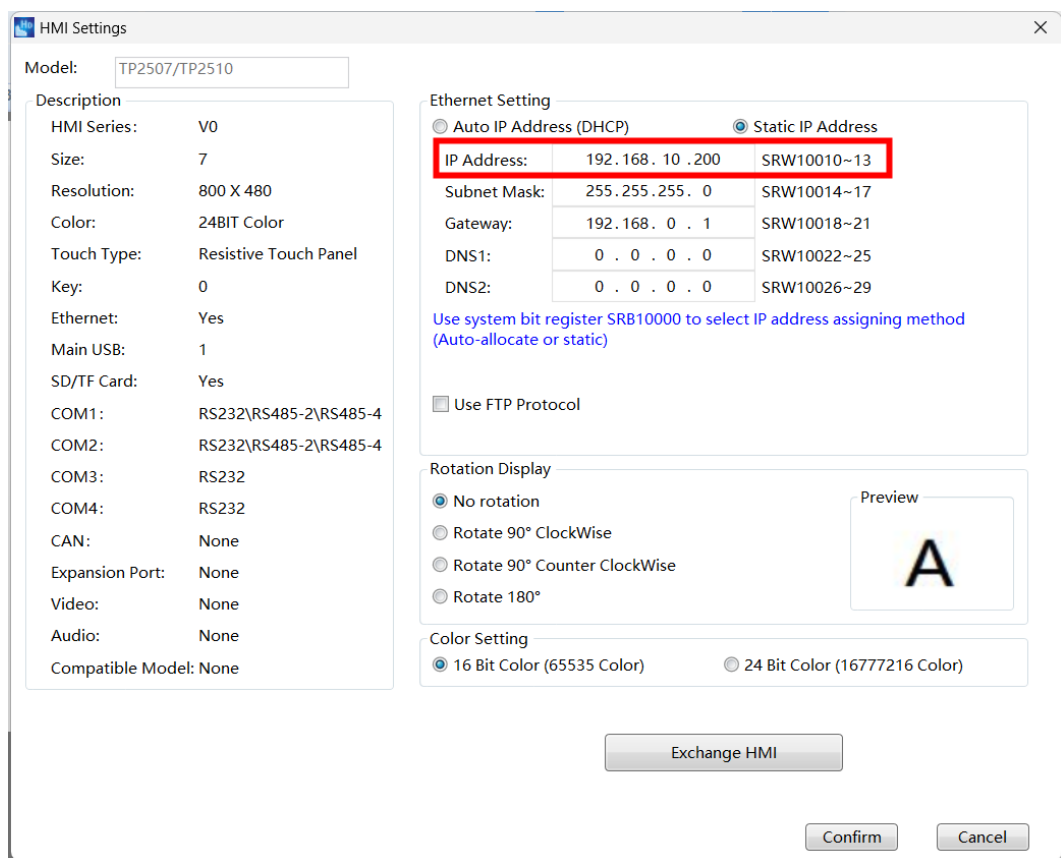 HMI Settings
Model: TP2507/TP2510
Description
HMI Series: V0
Size: 7
Resolution: 800 X 480
Color: 24BIT Color
Touch Type: Resistive Touch Panel
Key: 0
Ethernet: Yes
Main USB: 1
SD/TF Card: Yes
COM1: RS232\RS485-2\RS485-4
COM2: RS232\RS485-2\RS485-4
COM3: RS232
COM4: RS232
CAN: None
Expansion Port: None
Video: None
Audio: None
Compatible Model: None
Ethernet Setting
Auto IP Address (DHCP) Static IP Address
IP Address: 192.168. 10 .200 SRW10010~13
Subnet Mask: 255.255.255. 0 SRW10014~17
Gateway: 192.168. 0 . 1 SRW10018~21
DNS1: 0 . 0 . 0 . 0 SRW10022~25
DNS2: 0 . 0 . 0 . 0 SRW10026~29
Use system bit register SRB10000 to select IP address assigning method
(Auto-allocate or static)
Use FTP Protocol
Rotation Display
No rotation
Rotate 90° ClockWise
Rotate 90° Counter ClockWise
Rotate 180°
Preview
A
Color Setting
16 Bit Color (65535 Color) 24 Bit Color (16777216 Color)
Exchange HMI
Confirm Cancel